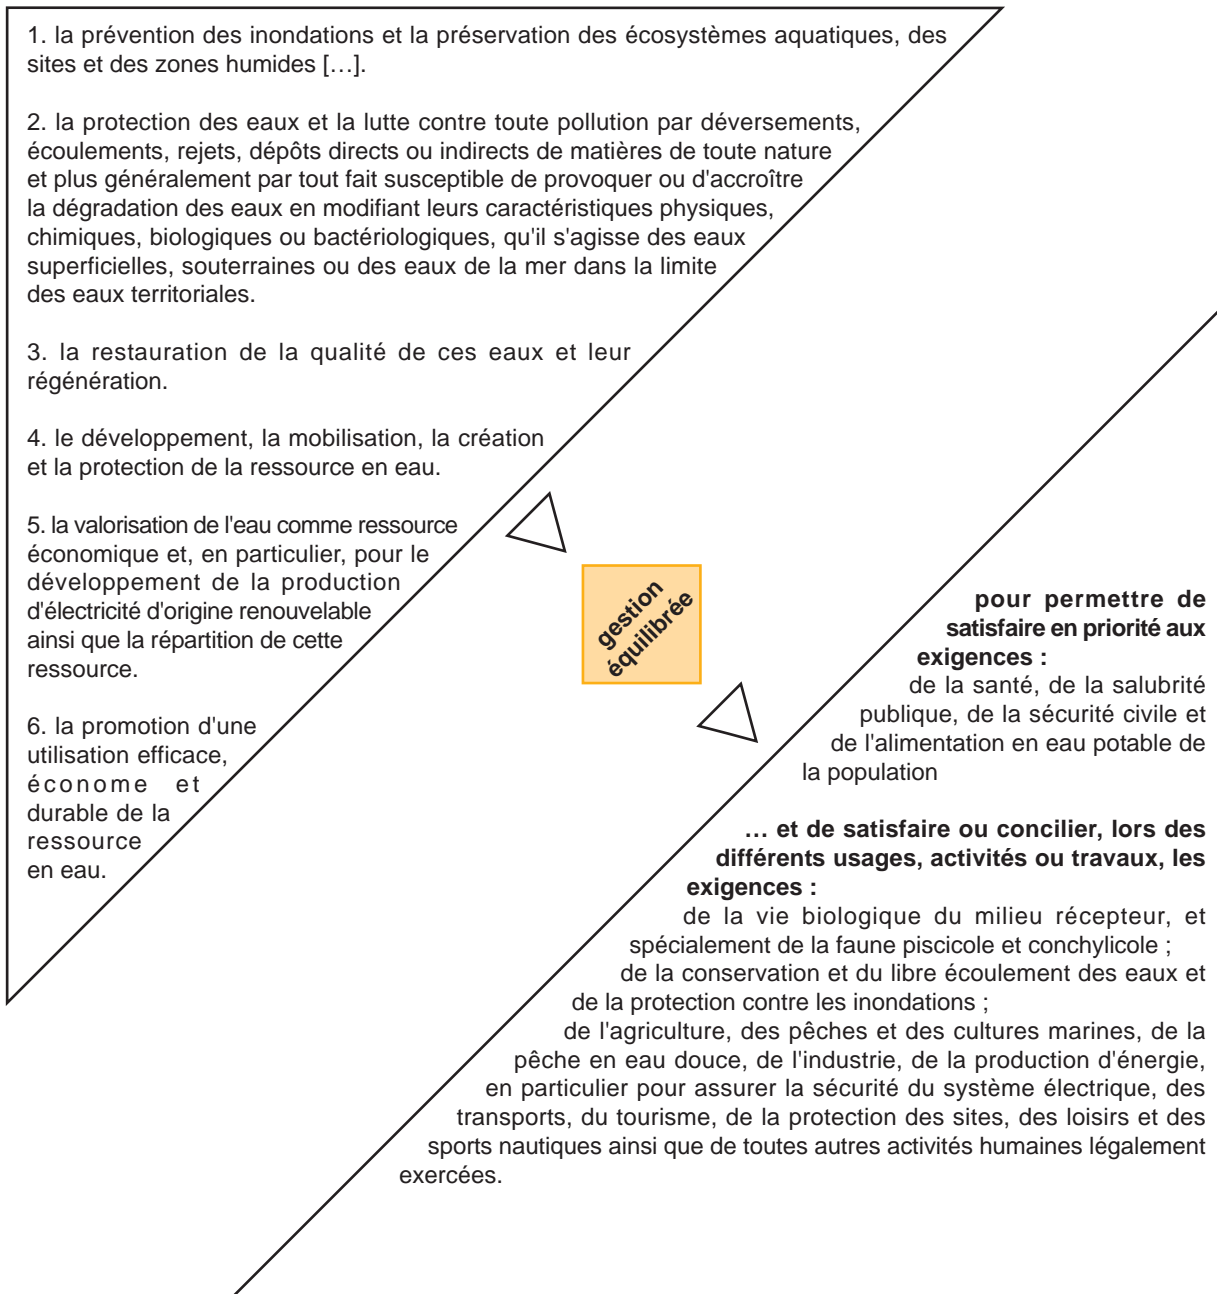 1. la prévention des inondations et la préservation des écosystèmes aquatiques, des
sites et des zones humides […].
2. la protection des eaux et la lutte contre toute pollution par déversements,
écoulements, rejets, dépôts directs ou indirects de matières de toute nature
et plus généralement par tout fait susceptible de provoquer ou d'accroître
la dégradation des eaux en modifiant leurs caractéristiques physiques,
chimiques, biologiques ou bactériologiques, qu'il s'agisse des eaux
superficielles, souterraines ou des eaux de la mer dans la limite
des eaux territoriales.
3. la restauration de la qualité de ces eaux et leur
régénération.
4. le développement, la mobilisation, la création
et la protection de la ressource en eau.
5. la valorisation de l'eau comme ressource
économique et, en particulier, pour le
développement de la production
d'électricité d'origine renouvelable
ainsi que la répartition de cette
ressource.
6. la promotion d'une
utilisation efficace,
économe et
durable de la
ressource
en eau.
gestion
équilibrée
pour permettre de
satisfaire en priorité aux
exigences :
de la santé, de la salubrité
publique, de la sécurité civile et
de l'alimentation en eau potable de
la population
… et de satisfaire ou concilier, lors des
différents usages, activités ou travaux, les
exigences :
de la vie biologique du milieu récepteur, et
spécialement de la faune piscicole et conchylicole ;
de la conservation et du libre écoulement des eaux et
de la protection contre les inondations ;
de l'agriculture, des pêches et des cultures marines, de la
pêche en eau douce, de l'industrie, de la production d'énergie,
en particulier pour assurer la sécurité du système électrique, des
transports, du tourisme, de la protection des sites, des loisirs et des
sports nautiques ainsi que de toutes autres activités humaines légalement
exercées.